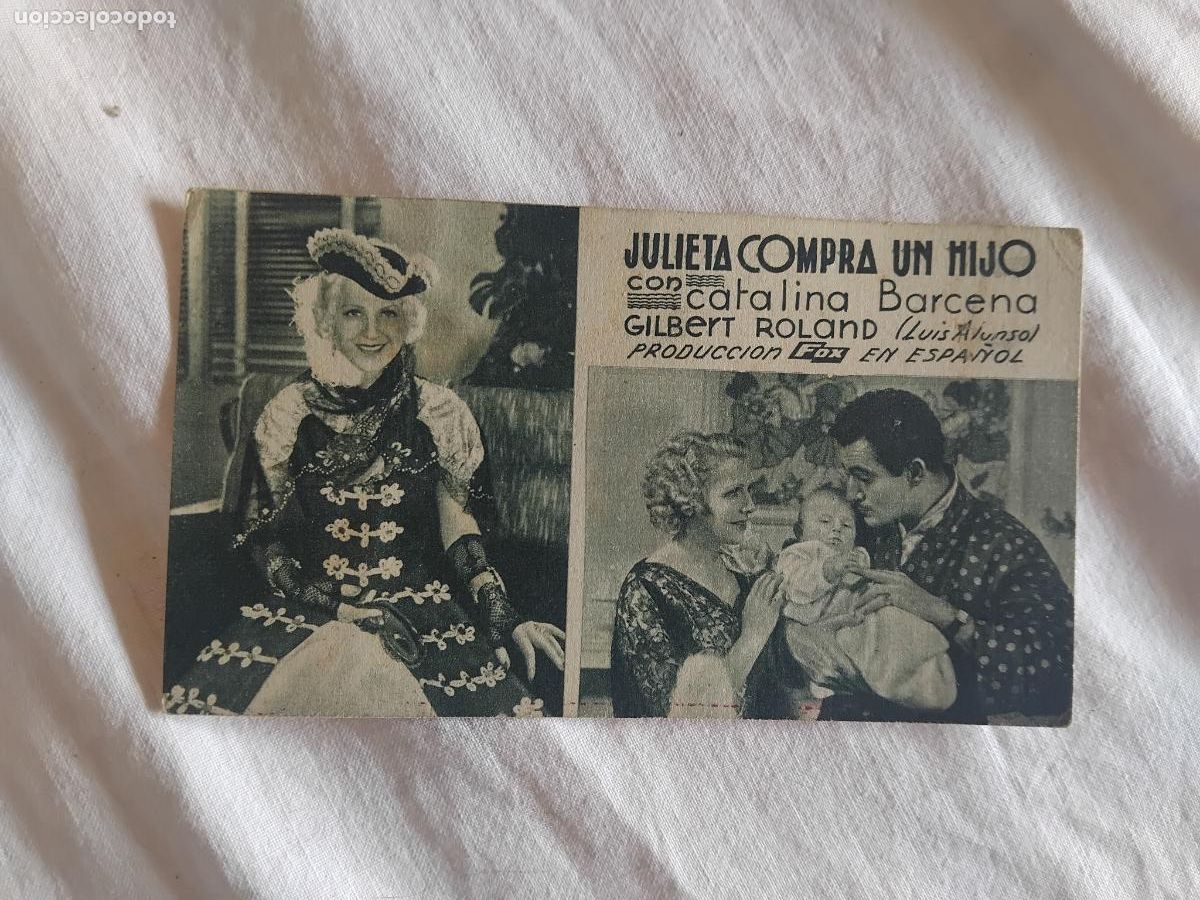 JULIETA COMPRA UN HIJO
con catalina Barcena
GILBERT ROLAND (Luis Alonso)
PRODUCCION FOX EN ESPAÑOL
todocoleccion